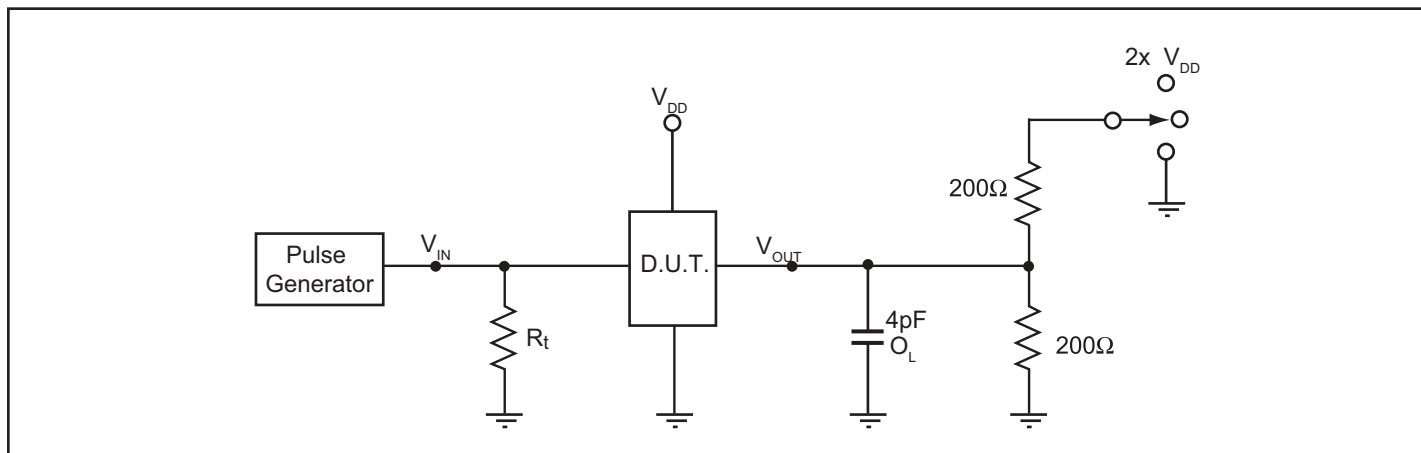 2x V_DD
V_DD
200Ω
Pulse
Generator
V_IN
D.U.T.
V_OUT
R_t
4pF
O_L
200Ω